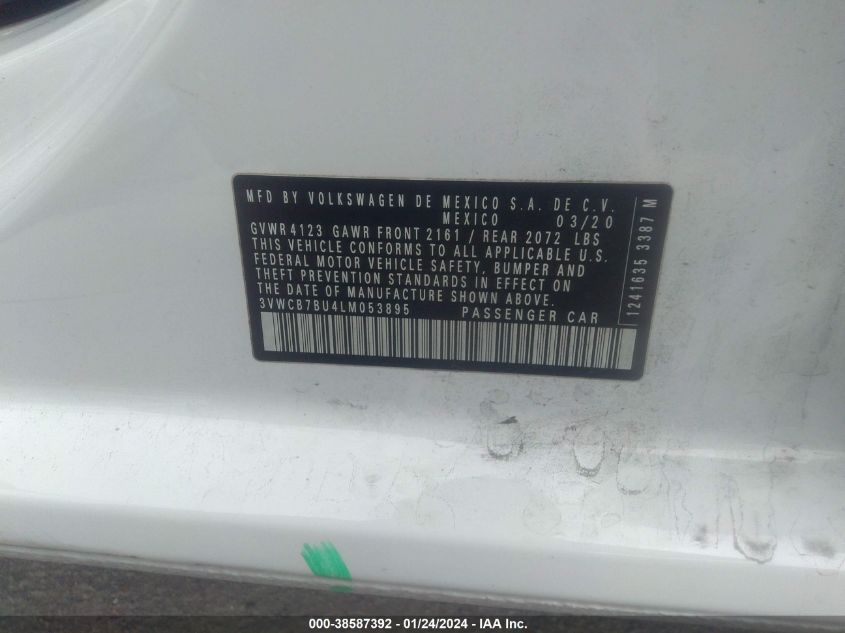 MFD BY VOLKSWAGEN DE MEXICO S.A. DE C.V.
MEXICO 03/20
GVWR 4123 GAWR FRONT 2161 / REAR 2072 LBS
THIS VEHICLE CONFORMS TO ALL APPLICABLE U.S.
FEDERAL MOTOR VEHICLE SAFETY, BUMPER AND
THEFT PREVENTION STANDARDS IN EFFECT ON
THE DATE OF MANUFACTURE SHOWN ABOVE.
3VWCB7BU4LM053895 PASSENGER CAR
1241635 3387 M
000-38587392 - 01/24/2024 - IAA Inc.